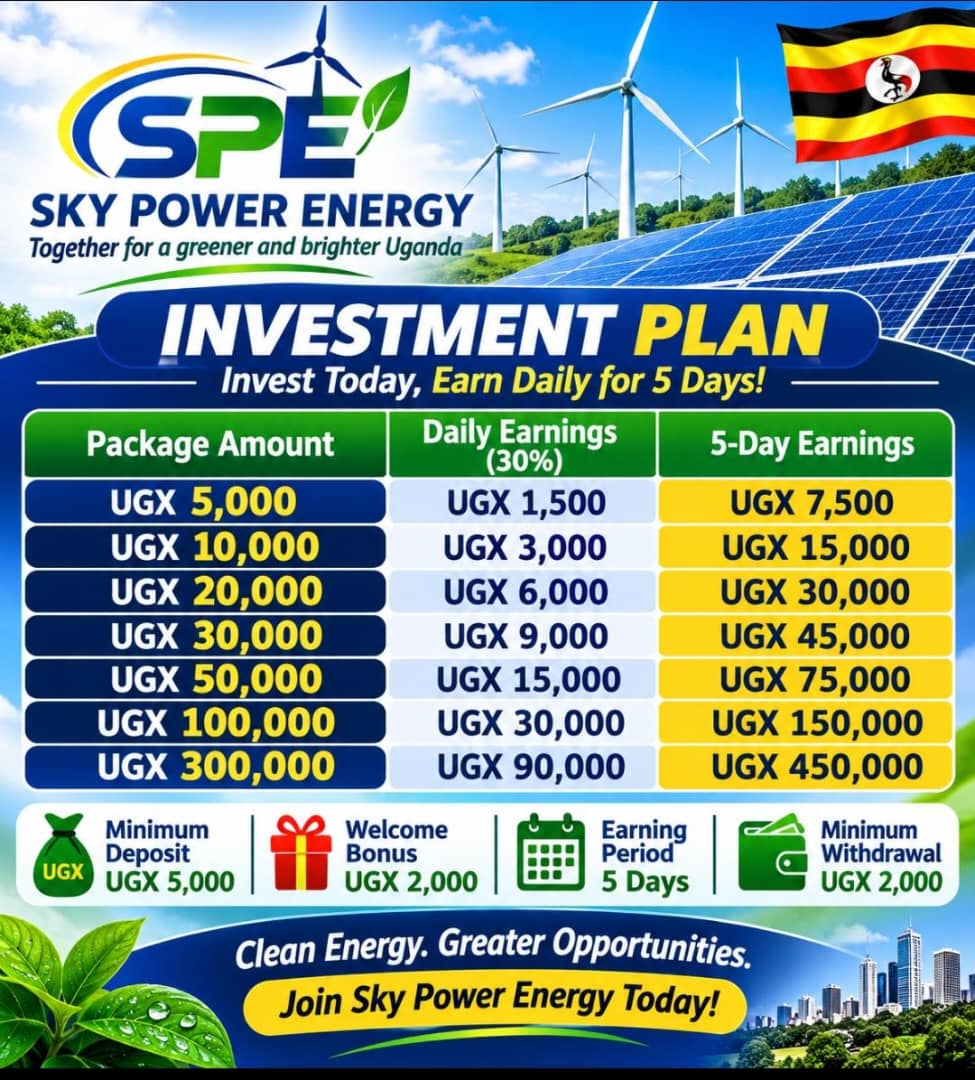 SPE
SKY POWER ENERGY
Together for a greener and brighter Uganda
INVESTMENT PLAN
Invest Today, Earn Daily for 5 Days!
Package Amount
Daily Earnings
(30%)
5-Day Earnings
UGX 5,000 UGX 1,500 UGX 7,500
UGX 10,000 UGX 3,000 UGX 15,000
UGX 20,000 UGX 6,000 UGX 30,000
UGX 30,000 UGX 9,000 UGX 45,000
UGX 50,000 UGX 15,000 UGX 75,000
UGX 100,000 UGX 30,000 UGX 150,000
UGX 300,000 UGX 90,000 UGX 450,000
UGX
Minimum
Deposit
UGX 5,000
Welcome
Bonus
UGX 2,000
Earning
Period
5 Days
Minimum
Withdrawal
UGX 2,000
Clean Energy. Greater Opportunities.
Join Sky Power Energy Today!